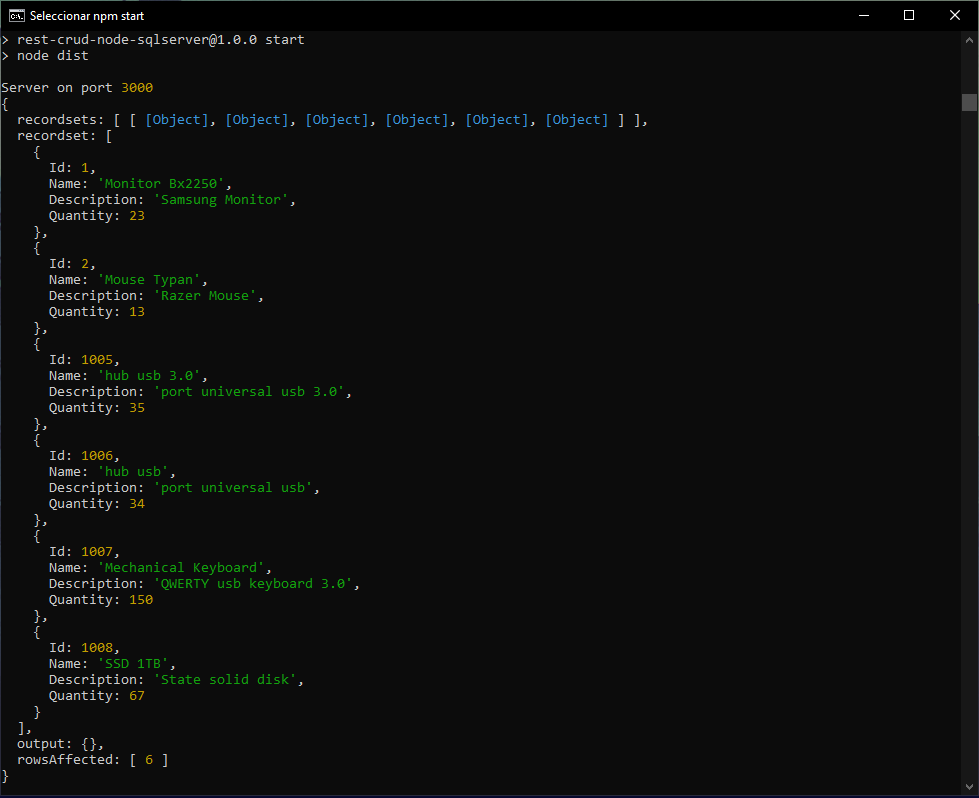 Seleccionar npm start
> rest-crud-node-sqlserver@1.0.0 start
> node dist
Server on port 3000
{
  recordsets: [ [ [Object], [Object], [Object], [Object], [Object], [Object] ] ],
  recordset: [
    {
      Id: 1,
      Name: 'Monitor Bx2250',
      Description: 'Samsung Monitor',
      Quantity: 23
    },
    {
      Id: 2,
      Name: 'Mouse Typan',
      Description: 'Razer Mouse',
      Quantity: 13
    },
    {
      Id: 1005,
      Name: 'hub usb 3.0',
      Description: 'port universal usb 3.0',
      Quantity: 35
    },
    {
      Id: 1006,
      Name: 'hub usb',
      Description: 'port universal usb',
      Quantity: 34
    },
    {
      Id: 1007,
      Name: 'Mechanical Keyboard',
      Description: 'QWERTY usb keyboard 3.0',
      Quantity: 150
    },
    {
      Id: 1008,
      Name: 'SSD 1TB',
      Description: 'State solid disk',
      Quantity: 67
    }
  ],
  output: {},
  rowsAffected: [ 6 ]
}